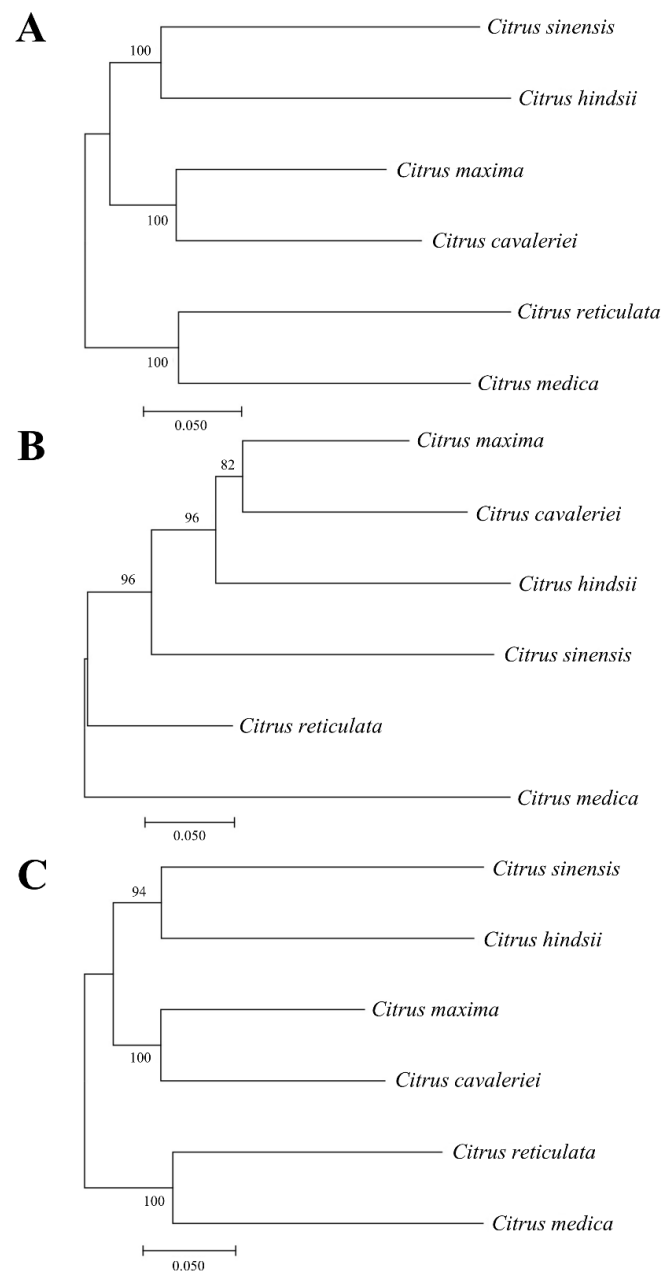 A
Citrus sinensis
100
Citrus hindsii
Citrus maxima
100
Citrus cavaleriei
Citrus reticulata
100
Citrus medica
0.050
B
Citrus maxima
82
Citrus cavaleriei
96
Citrus hindsii
96
Citrus sinensis
Citrus reticulata
Citrus medica
0.050
C
Citrus sinensis
94
Citrus hindsii
Citrus maxima
100
Citrus cavaleriei
Citrus reticulata
100
Citrus medica
0.050